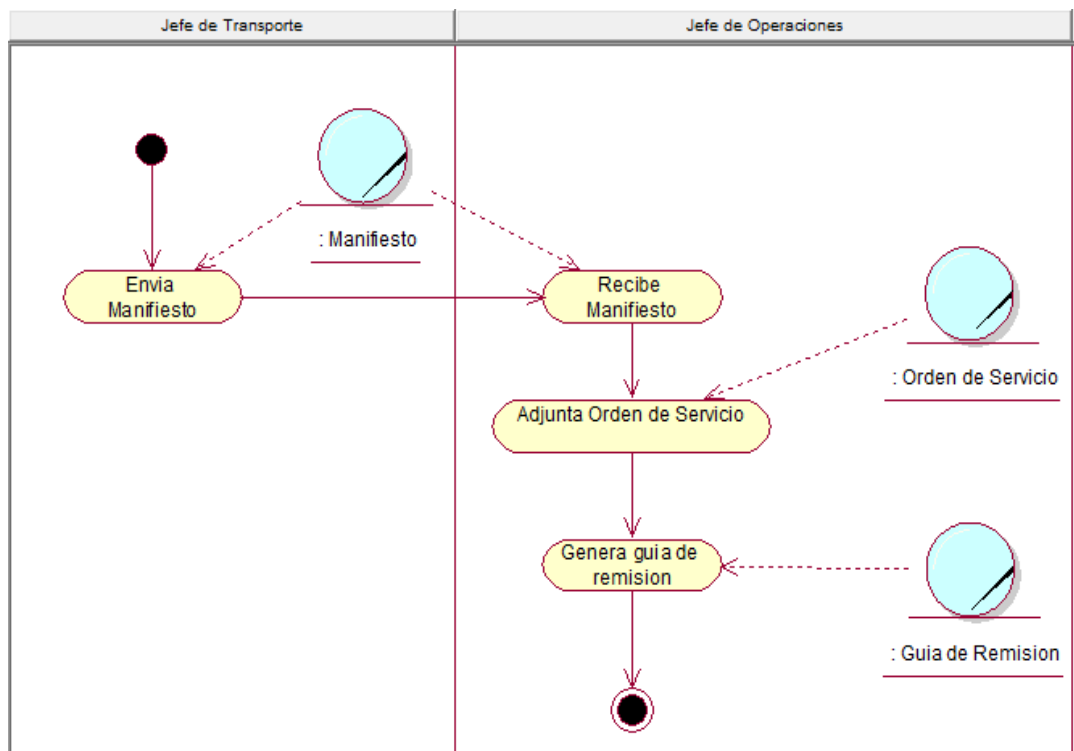 Jefe de Transporte
Jefe de Operaciones
: Manifiesto
Envia
Manifiesto
Recibe
Manifiesto
: Orden de Servicio
Adjunta Orden de Servicio
Genera guia de
remision
: Guia de Remision